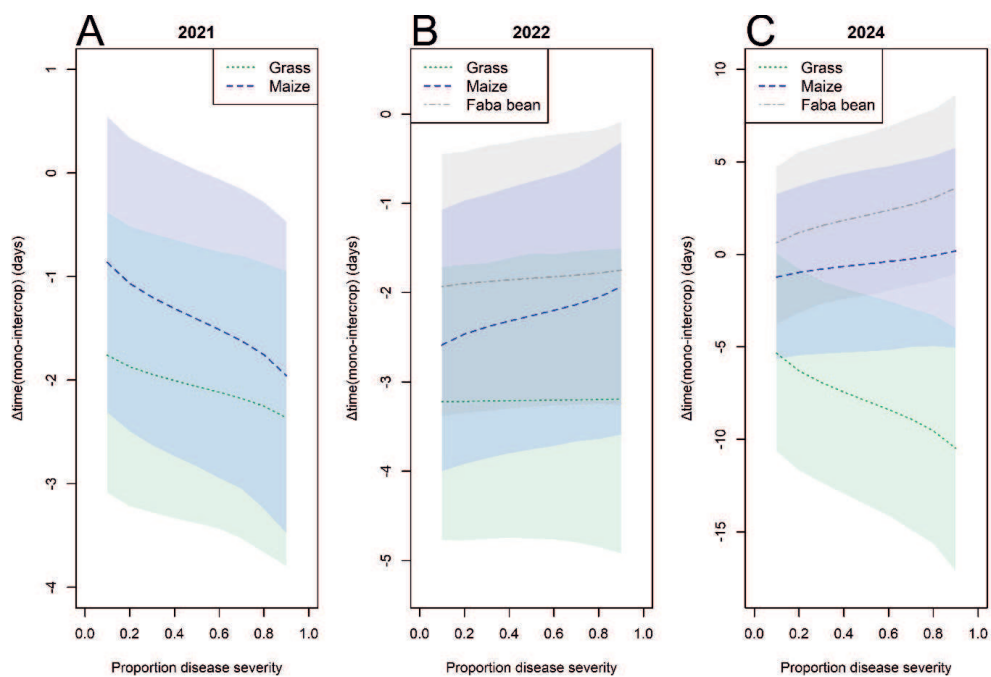 A
2021
Grass
Maize
1
0
-1
-2
-3
-4
Δtime(mono-intercrop) (days)
0.0 0.2 0.4 0.6 0.8 1.0
Proportion disease severity
B
2022
Grass
Maize
Faba bean
0
-1
-2
-3
-4
-5
Δtime(mono-intercrop) (days)
0.0 0.2 0.4 0.6 0.8 1.0
Proportion disease severity
C
2024
Grass
Maize
Faba bean
10
5
0
-5
-10
-15
Δtime(mono-intercrop) (days)
0.0 0.2 0.4 0.6 0.8 1.0
Proportion disease severity